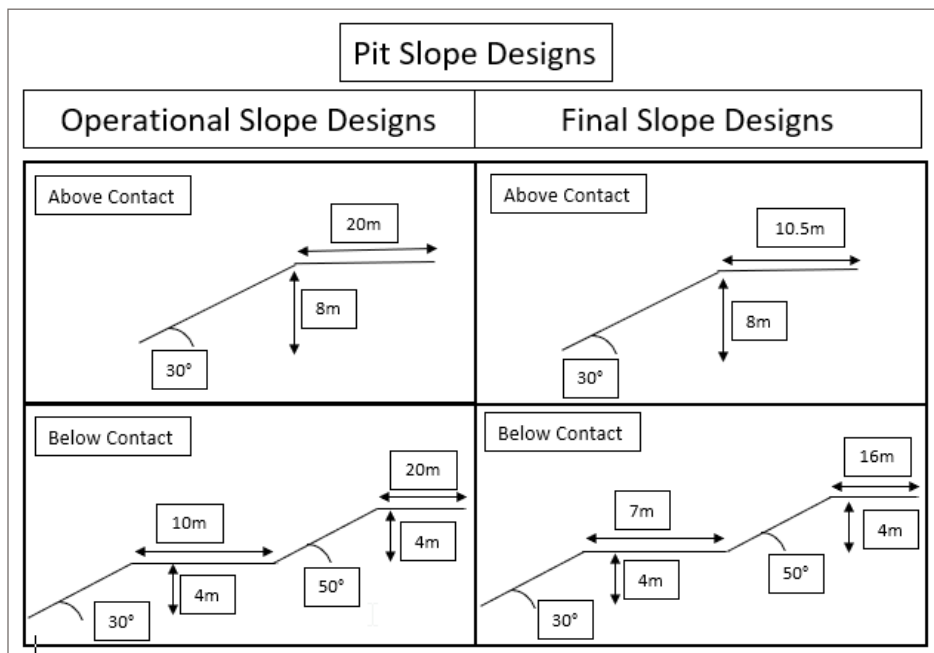 Pit Slope Designs
Operational Slope Designs
Final Slope Designs
Above Contact
20m
8m
30°
Above Contact
10.5m
8m
30°
Below Contact
20m
10m
4m
4m
50°
30°
Below Contact
16m
7m
4m
4m
50°
30°